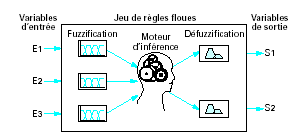 Variables
d'entrée
Jeu de règles floues
Variables
de sortie
Fuzzification
Moteur
d'inférence
Défuzzification
E1
E2
E3
S1
S2